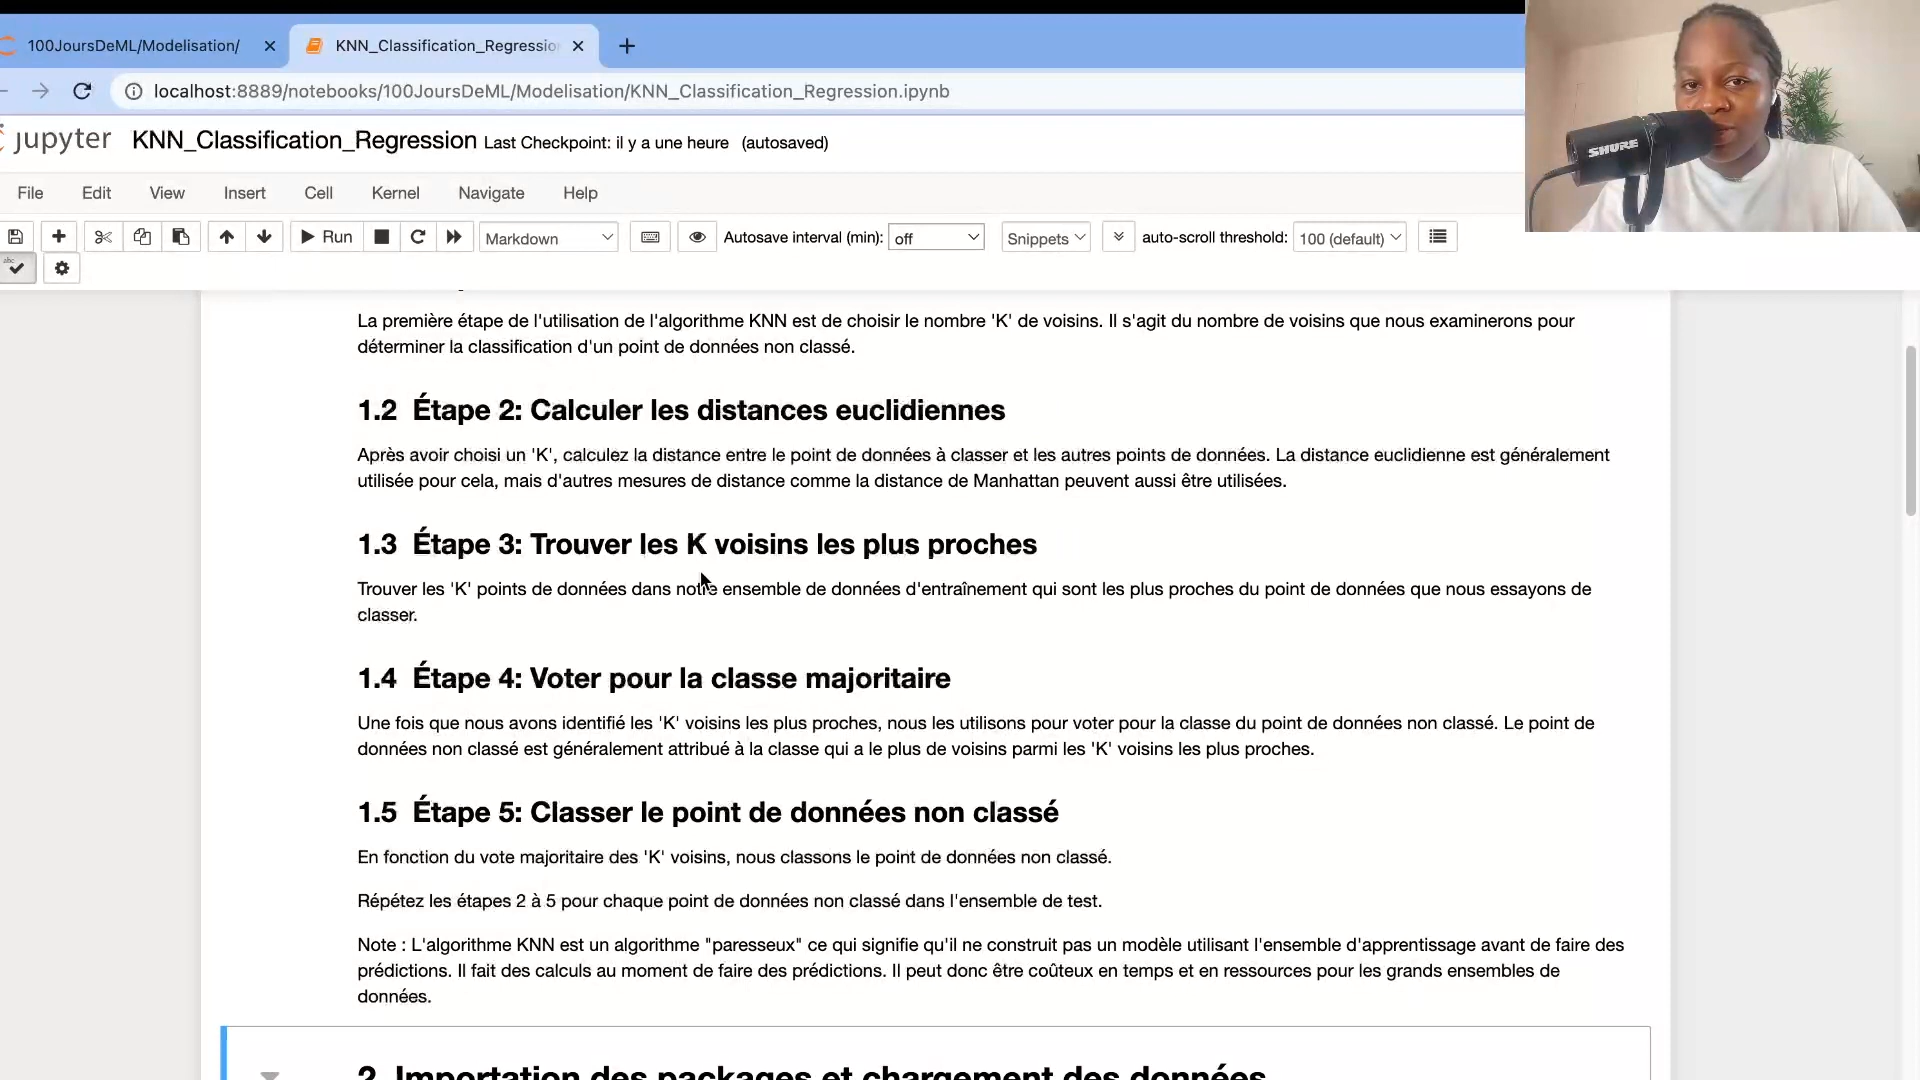 100JoursDeML/Modelisation/
KNN_Classification_Regressio
localhost:8889/notebooks/100JoursDeML/Modelisation/KNN_Classification_Regression.ipynb
jupyter KNN_Classification_Regression Last Checkpoint: il y a une heure (autosaved)
SHURE
File Edit View Insert Cell Kernel Navigate Help
Run Markdown Autosave interval (min): off Snippets auto-scroll threshold: 100 (default)
abc
La première étape de l'utilisation de l'algorithme KNN est de choisir le nombre 'K' de voisins. Il s'agit du nombre de voisins que nous examinerons pour
déterminer la classification d'un point de données non classé.
1.2 Étape 2: Calculer les distances euclidiennes
Après avoir choisi un 'K', calculez la distance entre le point de données à classer et les autres points de données. La distance euclidienne est généralement
utilisée pour cela, mais d'autres mesures de distance comme la distance de Manhattan peuvent aussi être utilisées.
1.3 Étape 3: Trouver les K voisins les plus proches
Trouver les 'K' points de données dans notre ensemble de données d'entraînement qui sont les plus proches du point de données que nous essayons de
classer.
1.4 Étape 4: Voter pour la classe majoritaire
Une fois que nous avons identifié les 'K' voisins les plus proches, nous les utilisons pour voter pour la classe du point de données non classé. Le point de
données non classé est généralement attribué à la classe qui a le plus de voisins parmi les 'K' voisins les plus proches.
1.5 Étape 5: Classer le point de données non classé
En fonction du vote majoritaire des 'K' voisins, nous classons le point de données non classé.
Répétez les étapes 2 à 5 pour chaque point de données non classé dans l'ensemble de test.
Note : L'algorithme KNN est un algorithme "paresseux" ce qui signifie qu'il ne construit pas un modèle utilisant l'ensemble d'apprentissage avant de faire des
prédictions. Il fait des calculs au moment de faire des prédictions. Il peut donc être coûteux en temps et en ressources pour les grands ensembles de
données.
2 Importation des packages et chargement des données